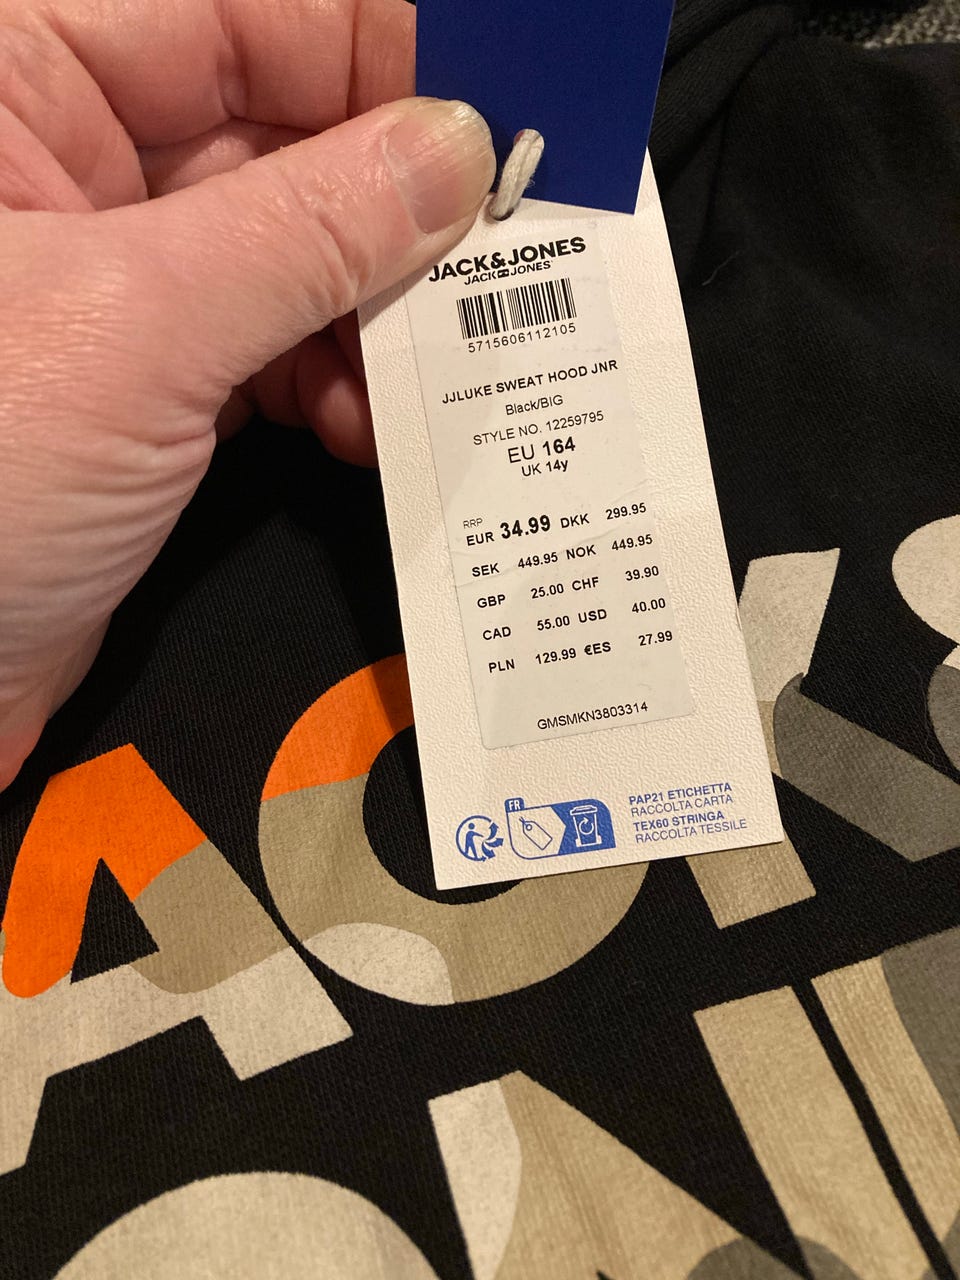 JACK&JONES
JACK JONES
5715606112105
JJLUKE SWEAT HOOD JNR
Black/BIG
STYLE NO. 12259795
EU 164
UK 14y
RRP
EUR 34.99 DKK 299.95
SEK 449.95 NOK 449.95
GBP 25.00 CHF 39.90
CAD 55.00 USD 40.00
PLN 129.99 €ES 27.99
GMSMKN3803314
FR
PAP21 ETICHETTA
RACCOLTA CARTA
TEX60 STRINGA
RACCOLTA TESSILE
ACK